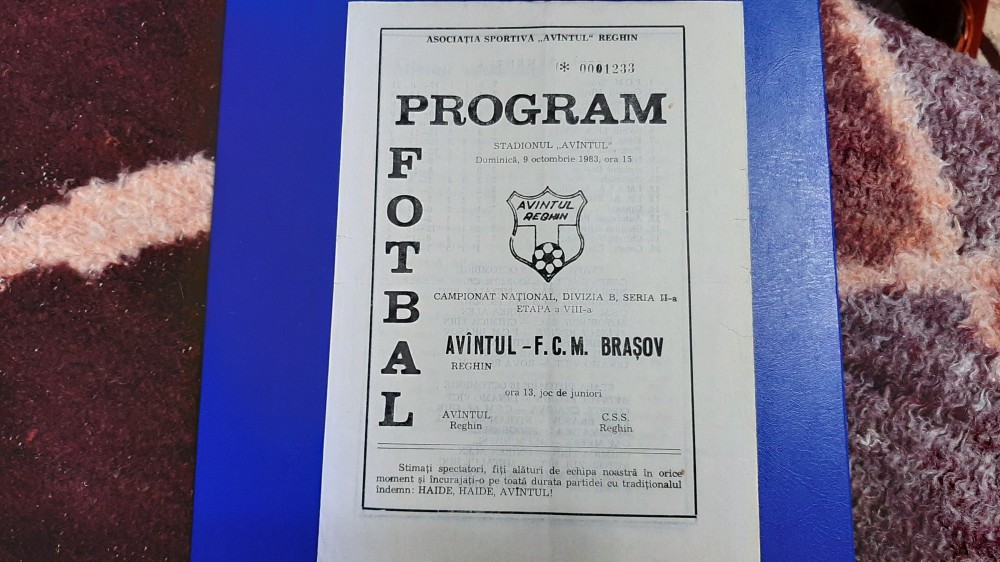 ASOCIAȚIA SPORTIVĂ „AVÎNTUL" REGHIN
* 0001233
PROGRAM
FOTBAL
STADIONUL „AVÎNTUL"
Duminică, 9 octombrie 1983, ora 15
AVINTUL
REGHIN
CAMPIONAT NAȚIONAL, DIVIZIA B, SERIA II-a
ETAPA a VIII-a
AVÎNTUL - F.C.M. BRAȘOV
REGHIN
ora 13, joc de juniori
AVÎNTUL C.S.S.
Reghin Reghin
Stimați spectatori, fiți alături de echipa noastră în orice
moment și încurajați-o pe toată durata partidei cu tradiționalul
îndemn: HAIDE, HAIDE, AVÎNTUL!